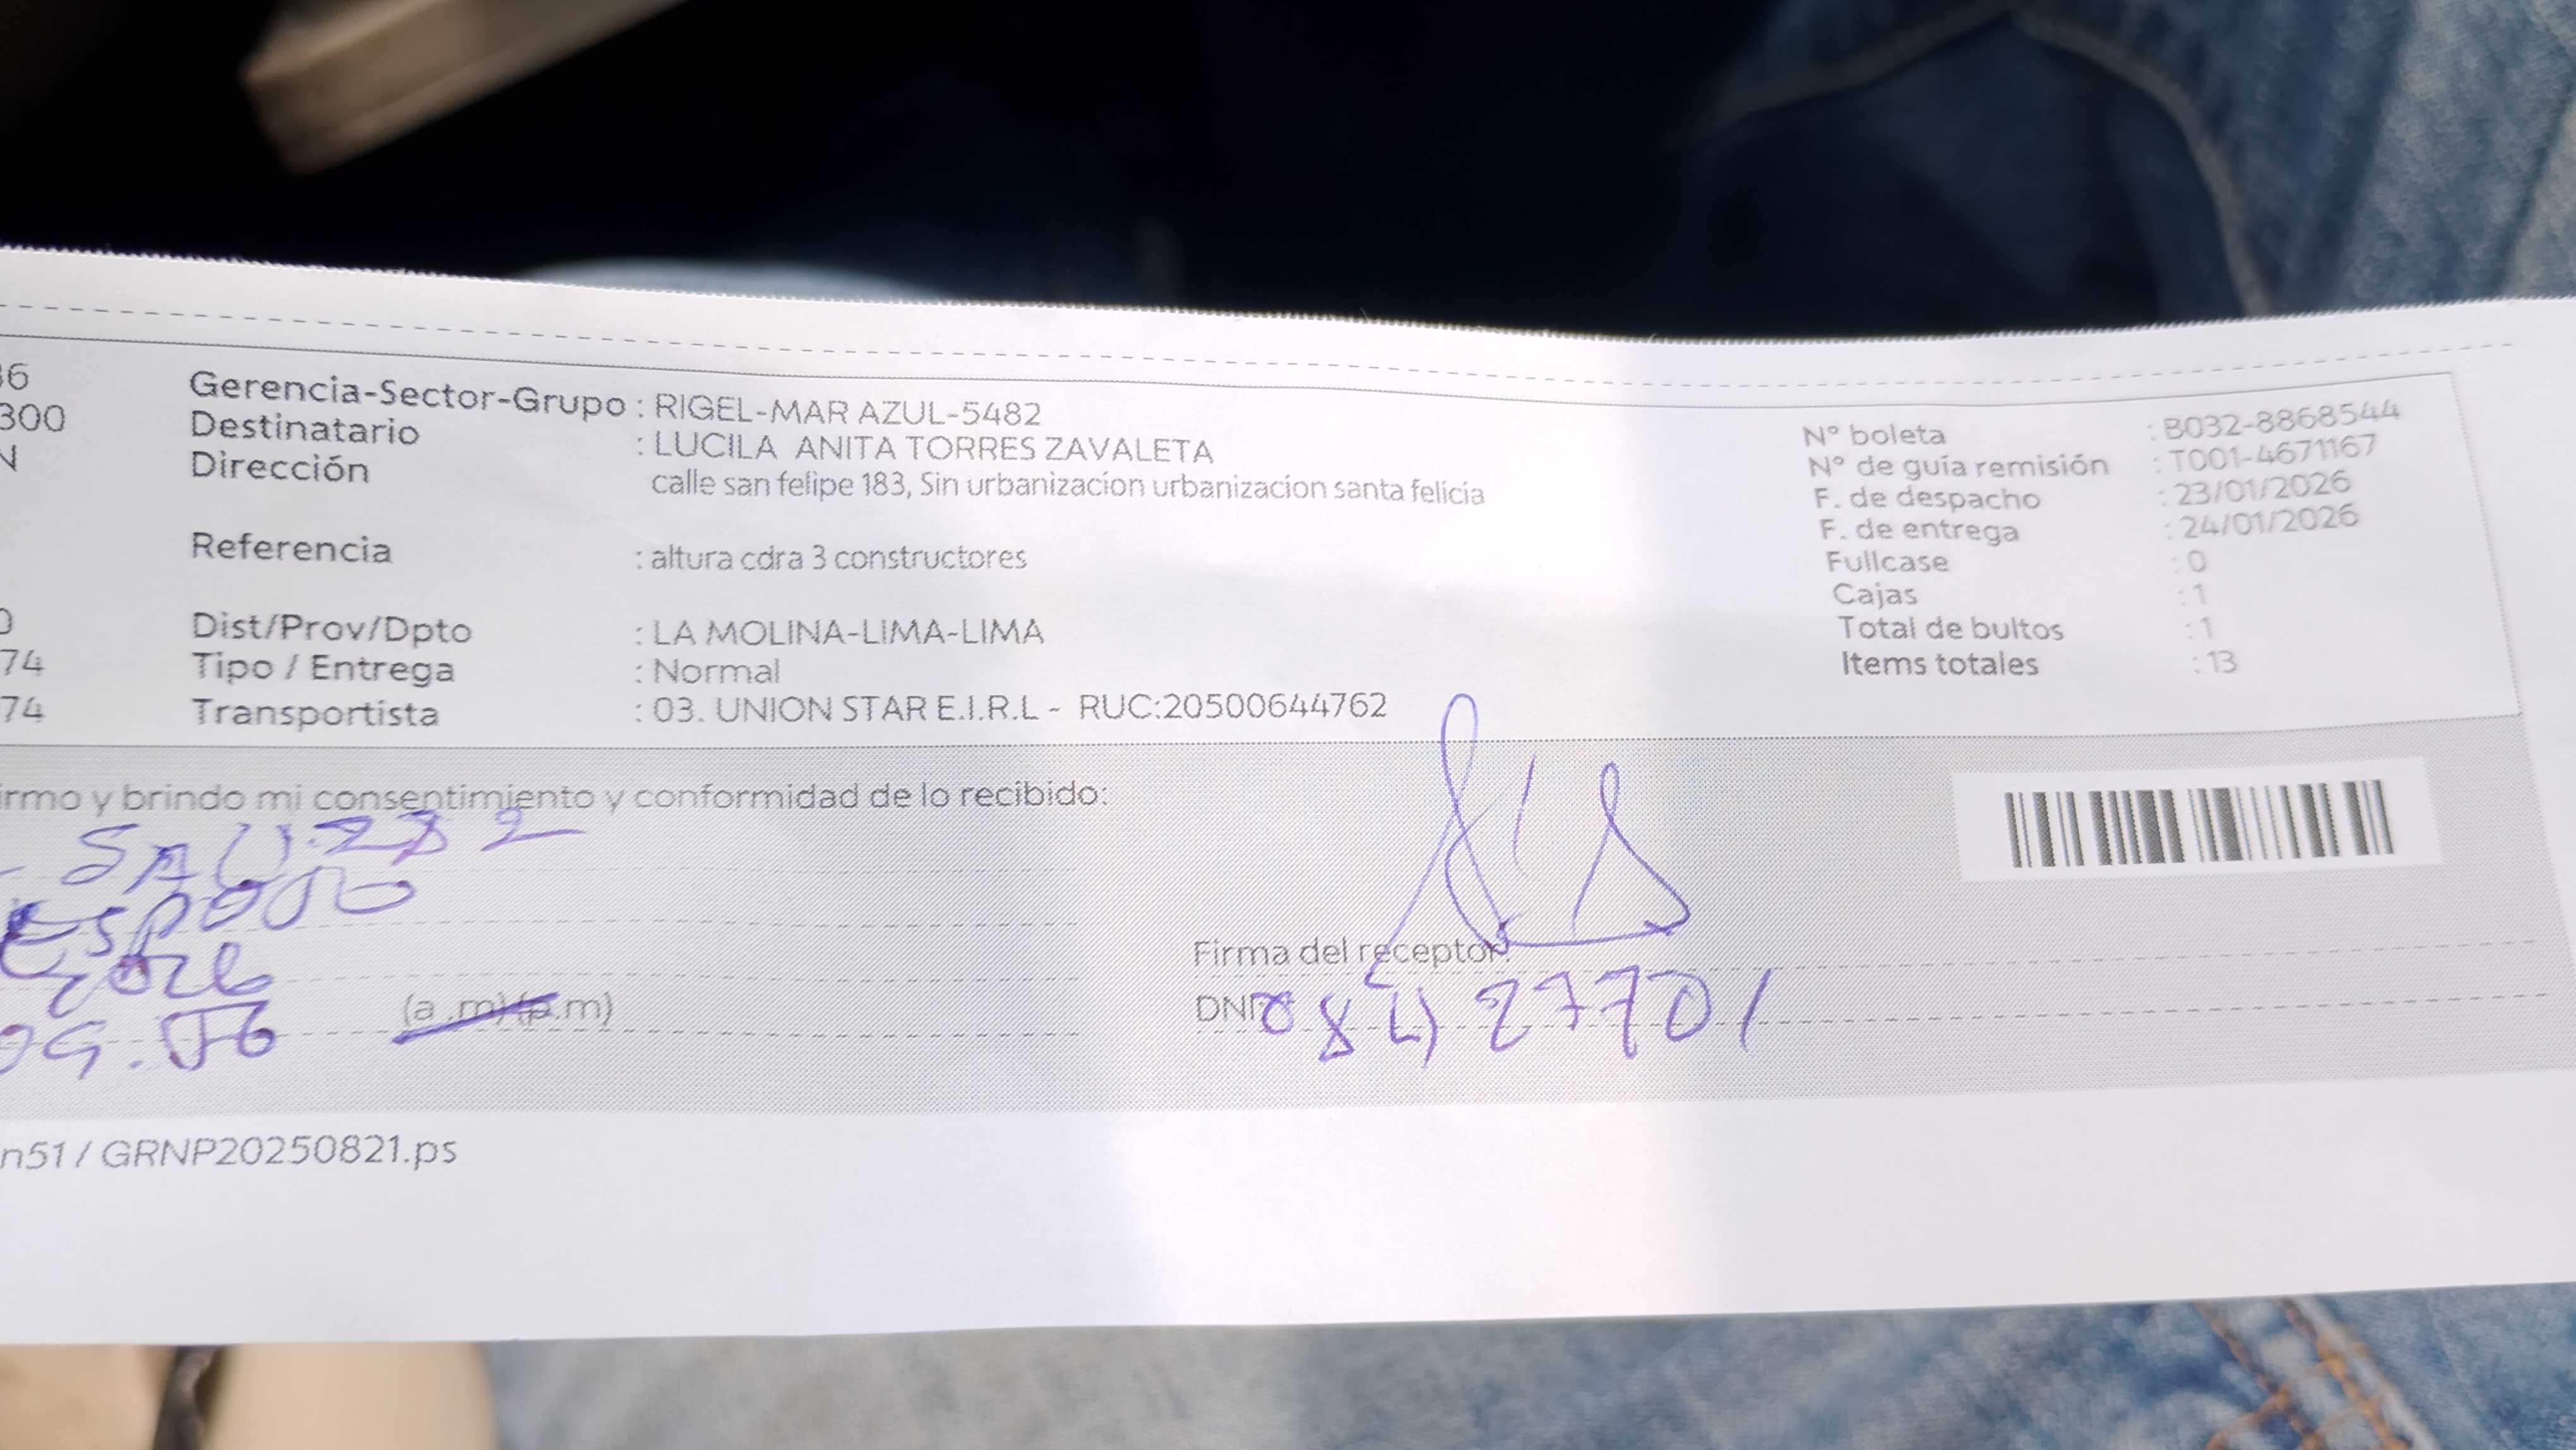 36
300
N
Gerencia-Sector-Grupo : RIGEL-MAR AZUL-5482
Destinatario : LUCILA ANITA TORRES ZAVALETA
Dirección calle san felipe 183, Sin urbanizacion urbanizacion santa felicia
Referencia : altura cdra 3 constructores
Dist/Prov/Dpto : LA MOLINA-LIMA-LIMA
74 Tipo / Entrega : Normal
74 Transportista : 03. UNION STAR E.I.R.L - RUC:20500644762
N° boleta : B032-8868544
N° de guía remisión : T001-4671167
F. de despacho : 23/01/2026
F. de entrega : 24/01/2026
Fullcase : 0
Cajas : 1
Total de bultos : 1
Items totales : 13
irmo y brindo mi consentimiento y conformidad de lo recibido:
Esposo
(a .m) (p.m)
Firma del receptor:
DNI: 08427701
n51 / GRNP20250821.ps